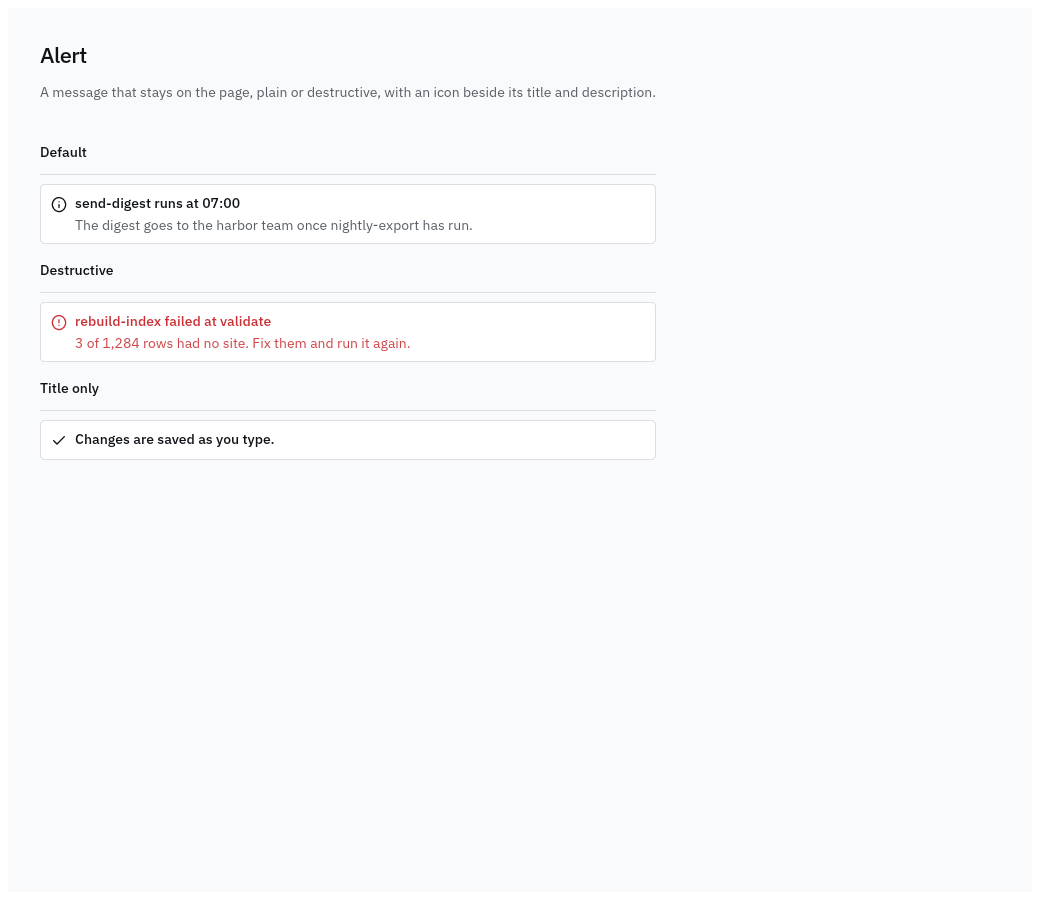 Alert
A message that stays on the page, plain or destructive, with an icon beside its title and description.
Default
send-digest runs at 07:00
The digest goes to the harbor team once nightly-export has run.
Destructive
rebuild-index failed at validate
3 of 1,284 rows had no site. Fix them and run it again.
Title only
Changes are saved as you type.